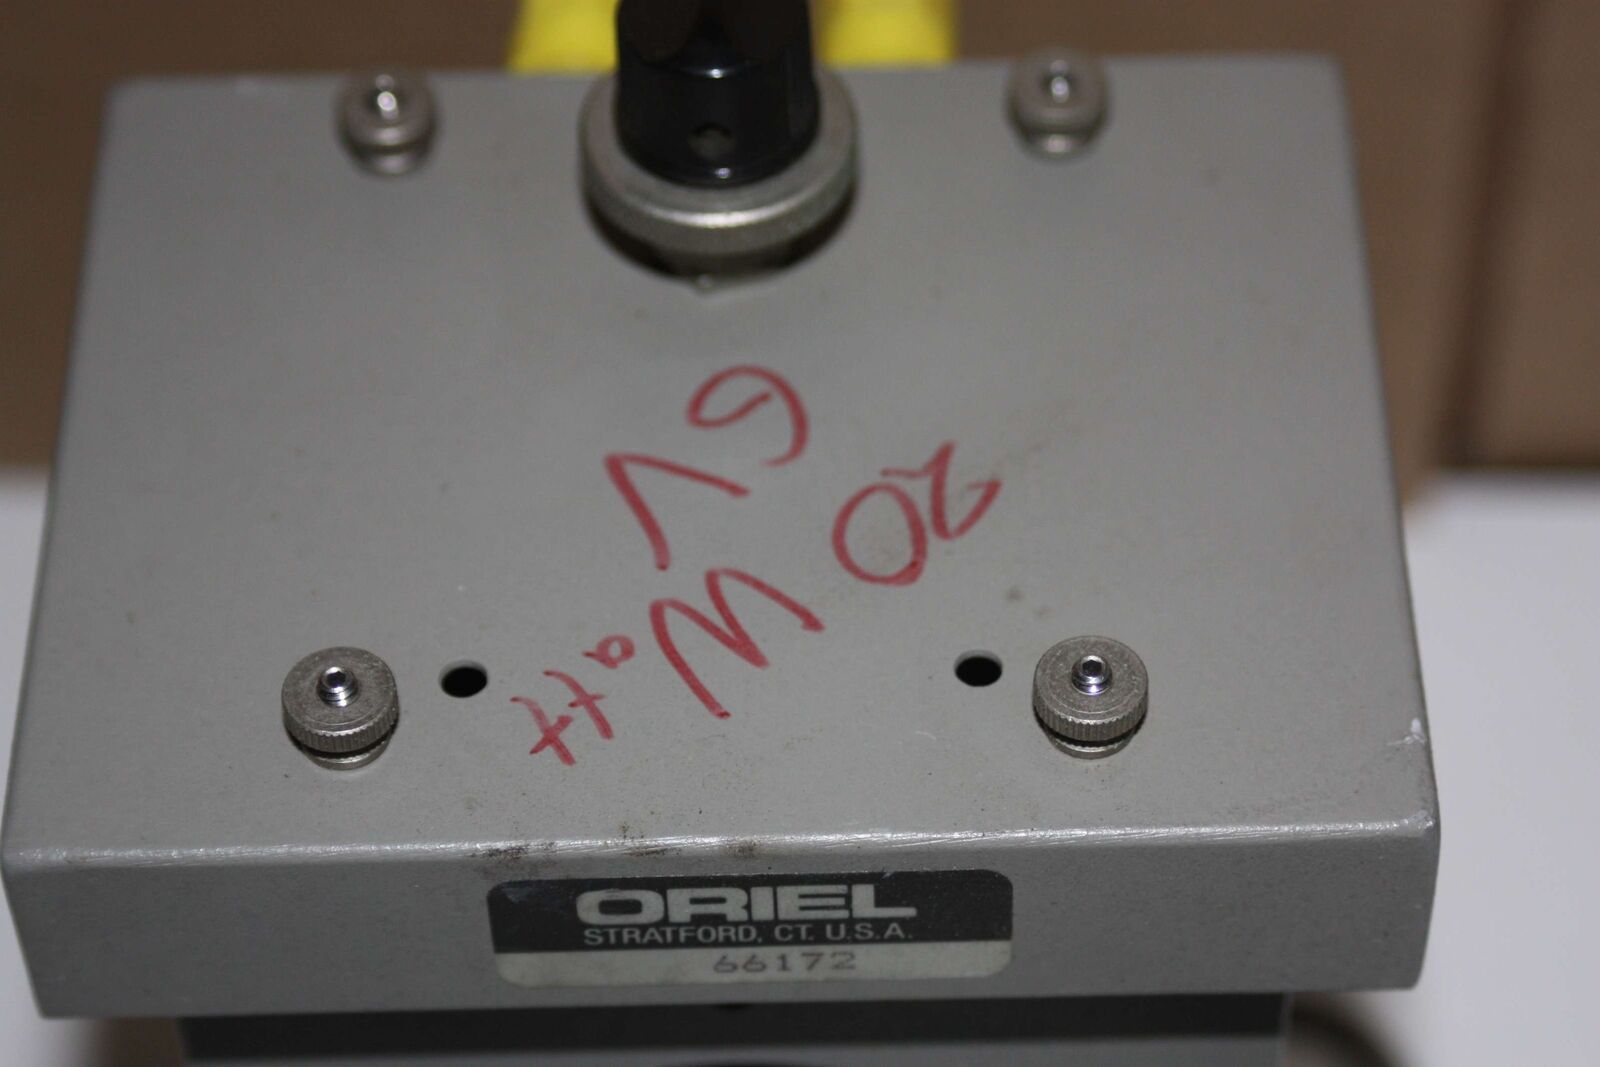 6V
20 Watt
ORIEL
STRATFORD, CT. U.S.A.
66172